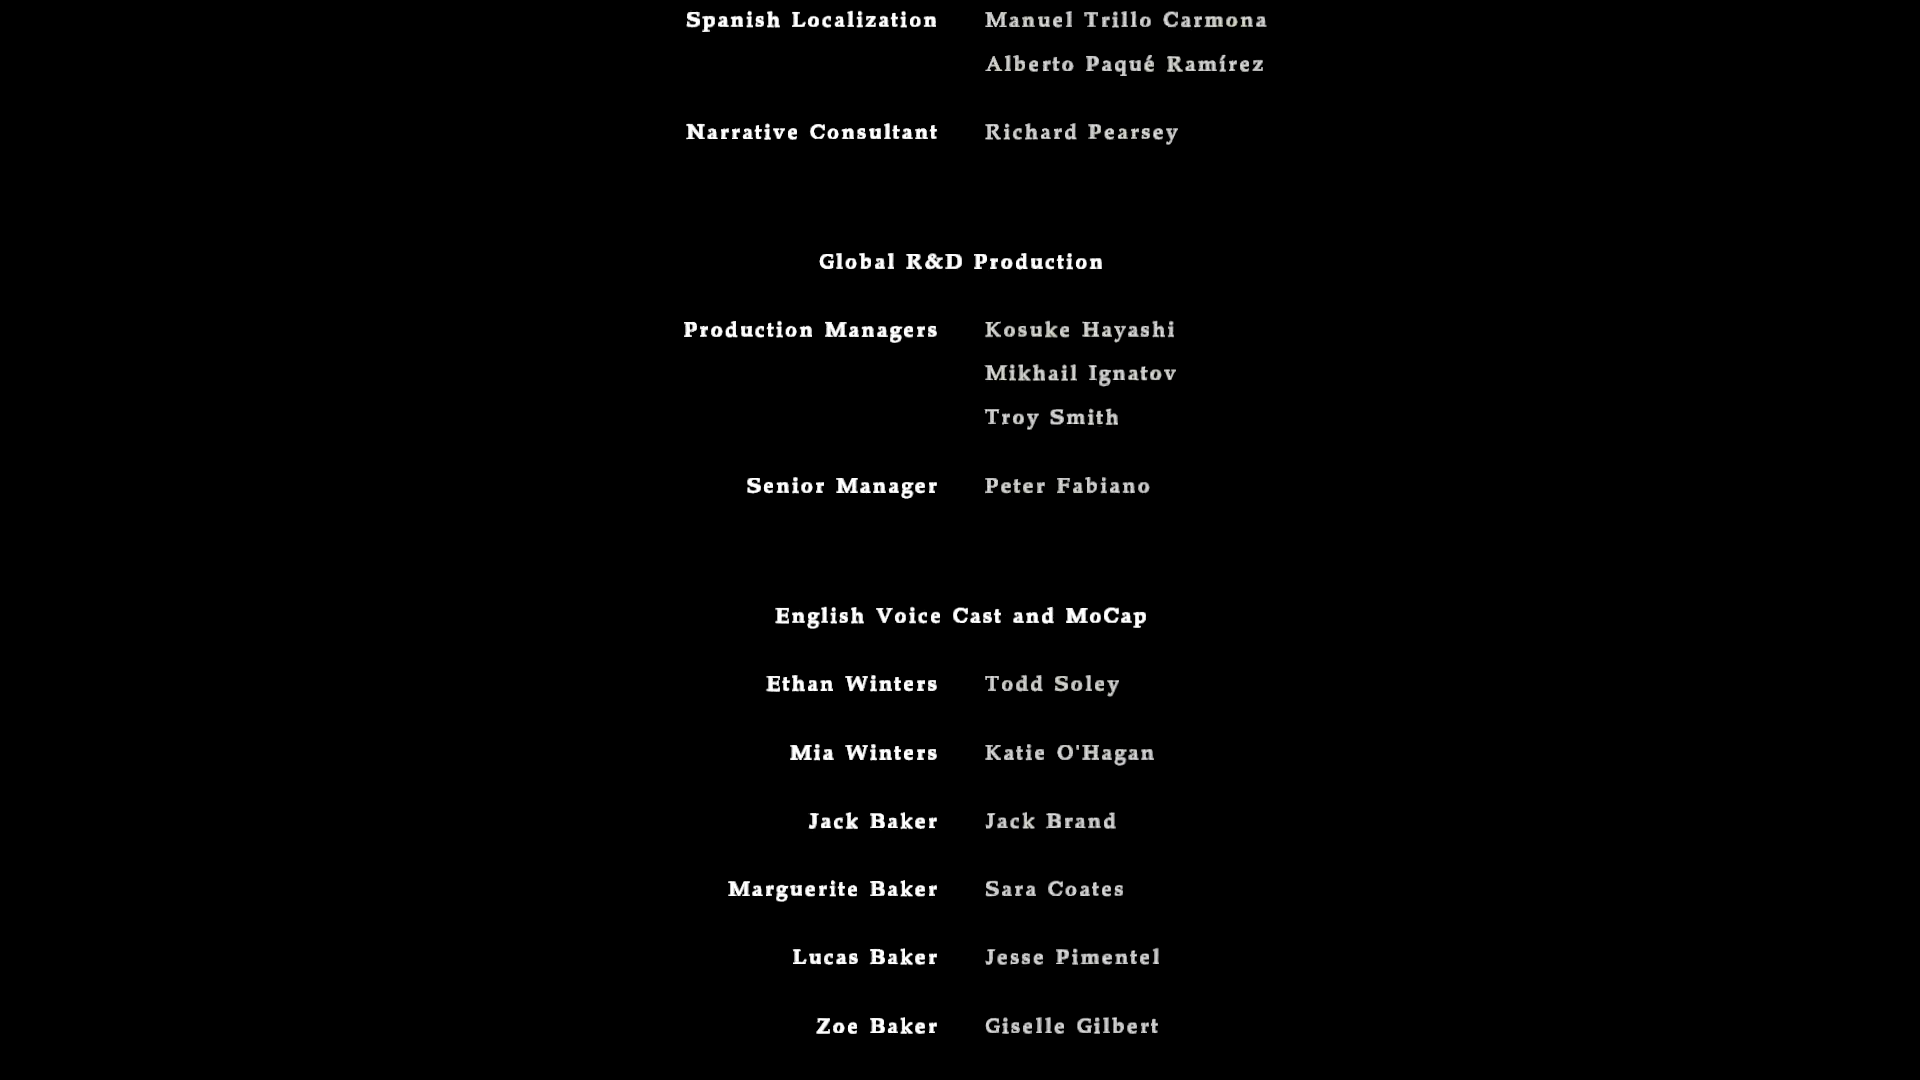 Spanish Localization Manuel Trillo Carmona
Alberto Paqué Ramírez
Narrative Consultant Richard Pearsey
Global R&D Production
Production Managers Kosuke Hayashi
Mikhail Ignatov
Troy Smith
Senior Manager Peter Fabiano
English Voice Cast and MoCap
Ethan Winters Todd Soley
Mia Winters Katie O'Hagan
Jack Baker Jack Brand
Marguerite Baker Sara Coates
Lucas Baker Jesse Pimentel
Zoe Baker Giselle Gilbert